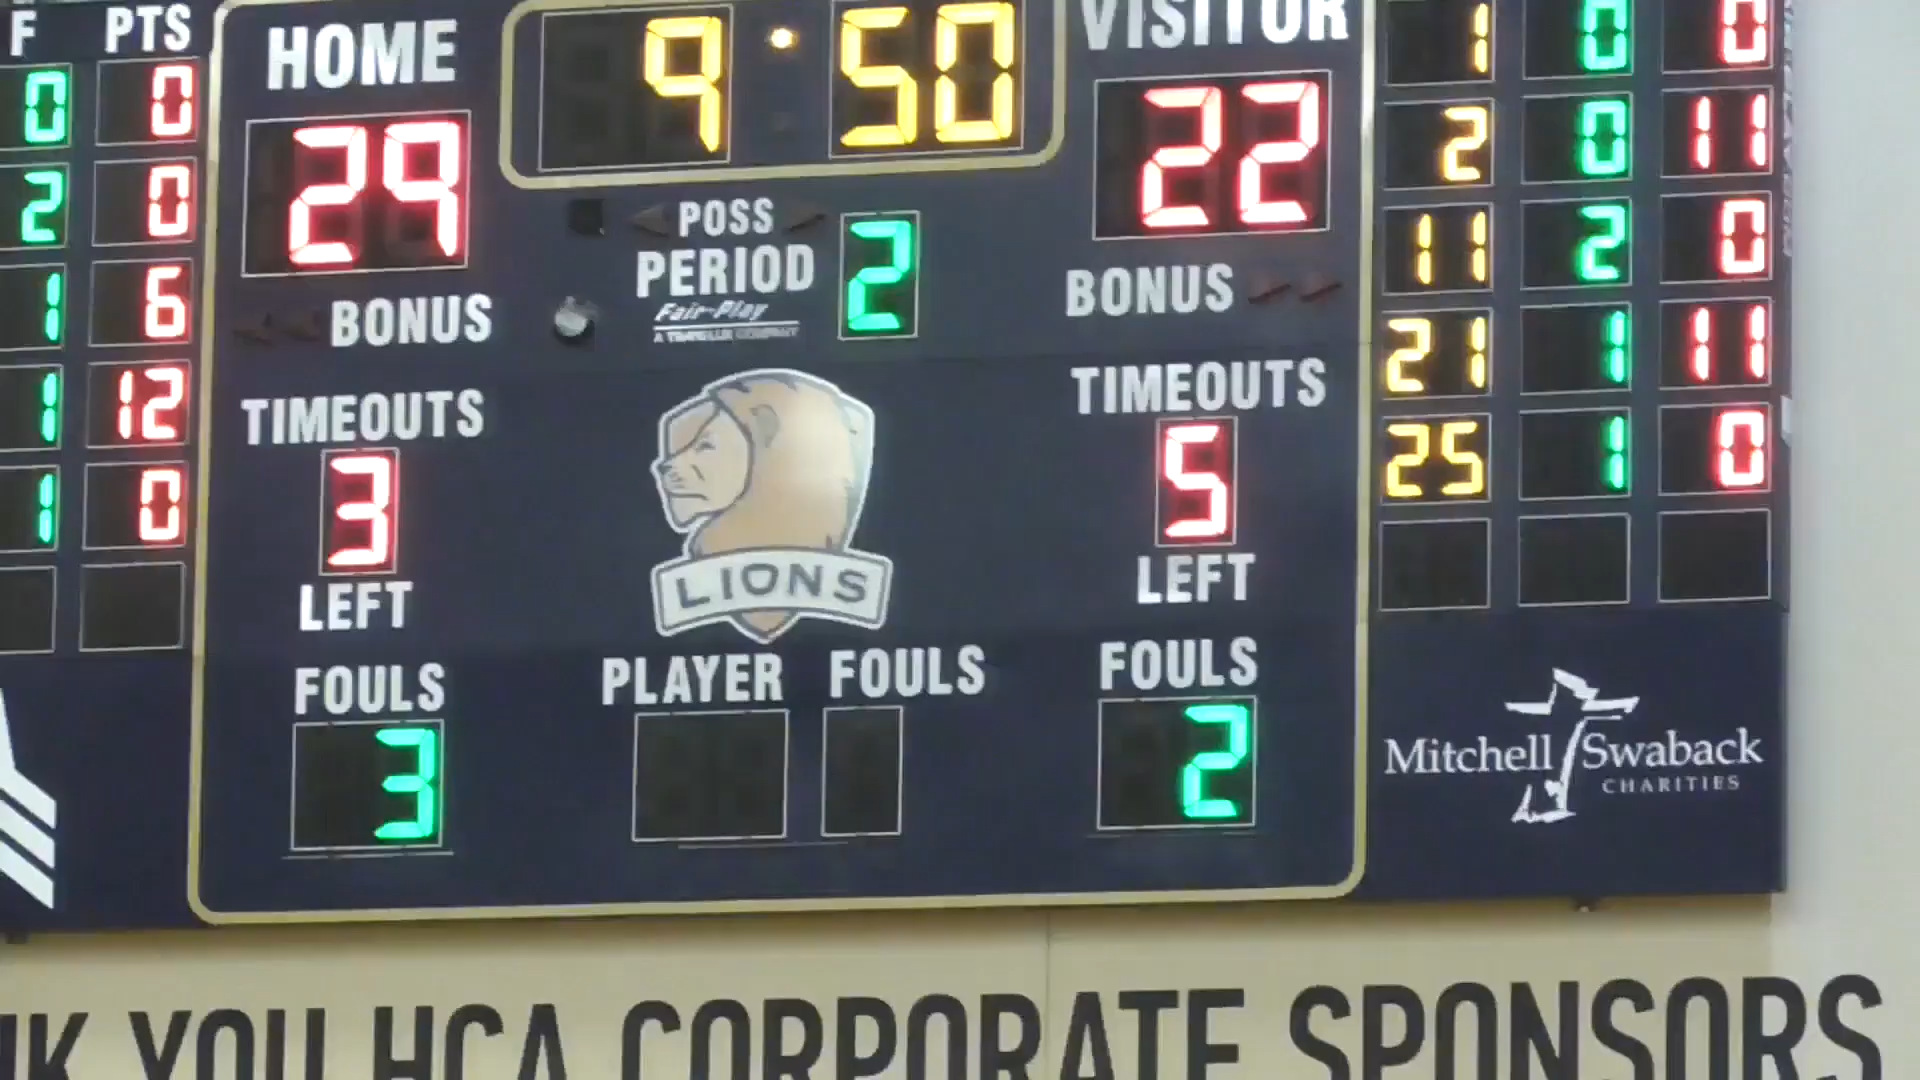 F PTS HOME 9:50 VISITOR 1 0 0
0 0 29 22 2 0 11
2 0 POSS 11 2 0
PERIOD 2
Fair-Play
1 6 BONUS BONUS 21 1 11
1 12 TIMEOUTS TIMEOUTS 25 1 0
1 0 3 5
LEFT LEFT
LIONS
FOULS PLAYER FOULS FOULS
3 2
Mitchell Swaback
CHARITIES
YOU HCA CORPORATE SPONSORS